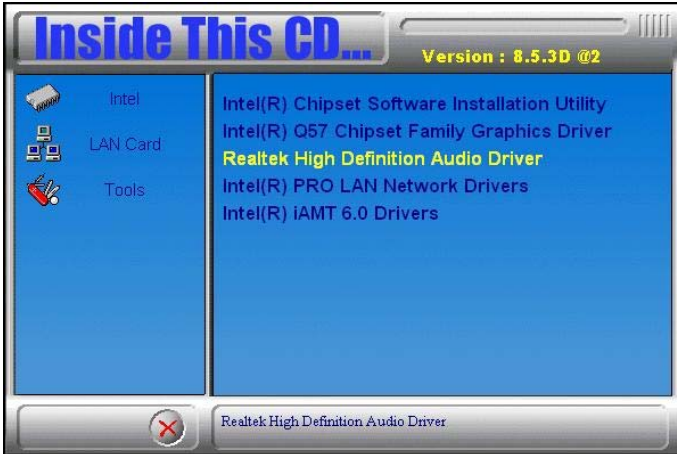 Inside This CD...
Version : 8.5.3D @2
Intel
LAN Card
Tools
Intel(R) Chipset Software Installation Utility
Intel(R) Q57 Chipset Family Graphics Driver
Realtek High Definition Audio Driver
Intel(R) PRO LAN Network Drivers
Intel(R) iAMT 6.0 Drivers
Realtek High Definition Audio Driver